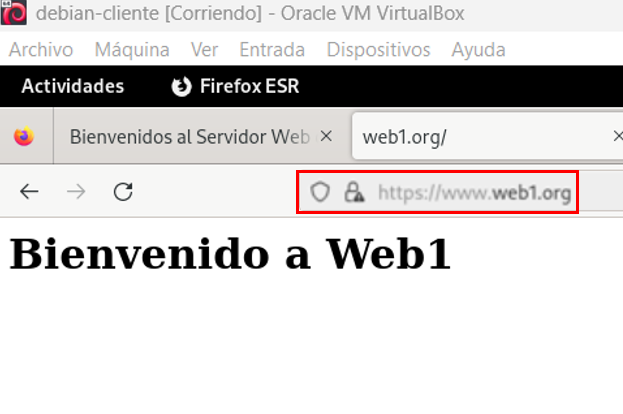 debian-cliente [Corriendo] - Oracle VM VirtualBox
Archivo Máquina Ver Entrada Dispositivos Ayuda
Actividades Firefox ESR
Bienvenidos al Servidor Web web1.org/
https://www.web1.org
Bienvenido a Web1